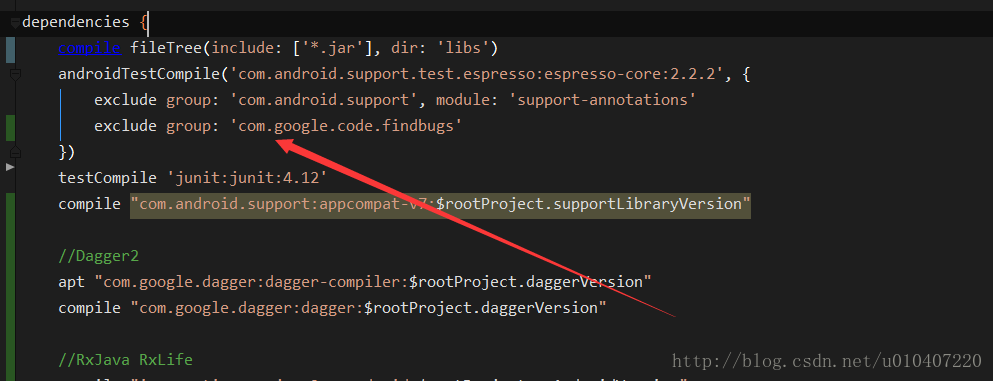 dependencies {
compile fileTree(include: ['*.jar'], dir: 'libs')
androidTestCompile('com.android.support.test.espresso:espresso-core:2.2.2', {
exclude group: 'com.android.support', module: 'support-annotations'
exclude group: 'com.google.code.findbugs'
})
testCompile 'junit:junit:4.12'
compile "com.android.support:appcompat-v7:$rootProject.supportLibraryVersion"
//Dagger2
apt "com.google.dagger:dagger-compiler:$rootProject.daggerVersion"
compile "com.google.dagger:dagger:$rootProject.daggerVersion"
//RxJava RxLife
http://blog.csdn.net/u010407220